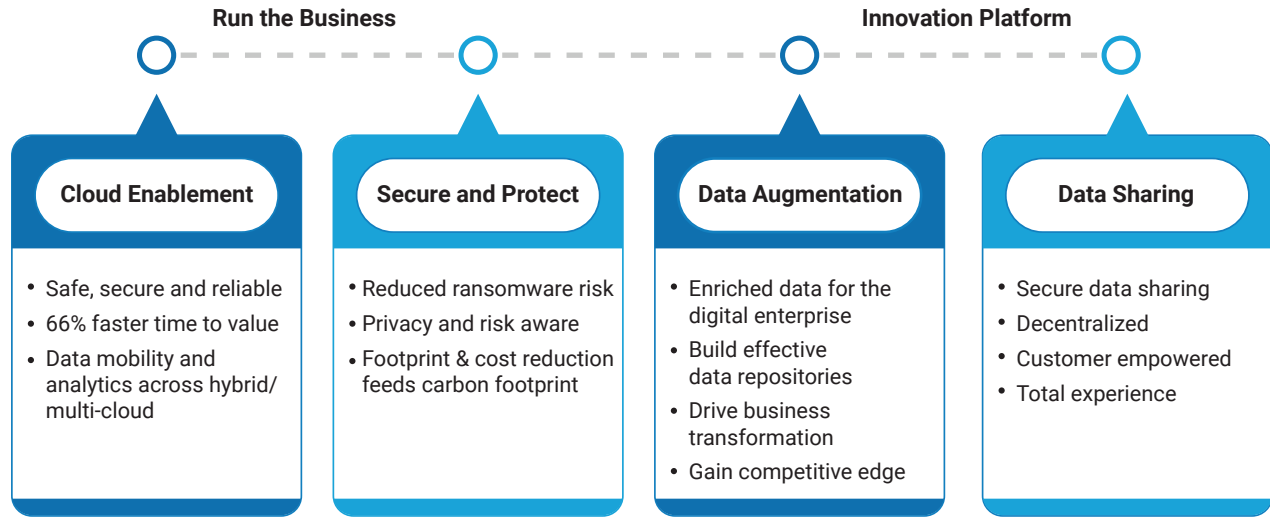 Run the Business
Innovation Platform
Cloud Enablement
• Safe, secure and reliable
• 66% faster time to value
• Data mobility and
analytics across hybrid/
multi-cloud
Secure and Protect
• Reduced ransomware risk
• Privacy and risk aware
• Footprint & cost reduction
feeds carbon footprint
Data Augmentation
• Enriched data for the
digital enterprise
• Build effective
data repositories
• Drive business
transformation
• Gain competitive edge
Data Sharing
• Secure data sharing
• Decentralized
• Customer empowered
• Total experience